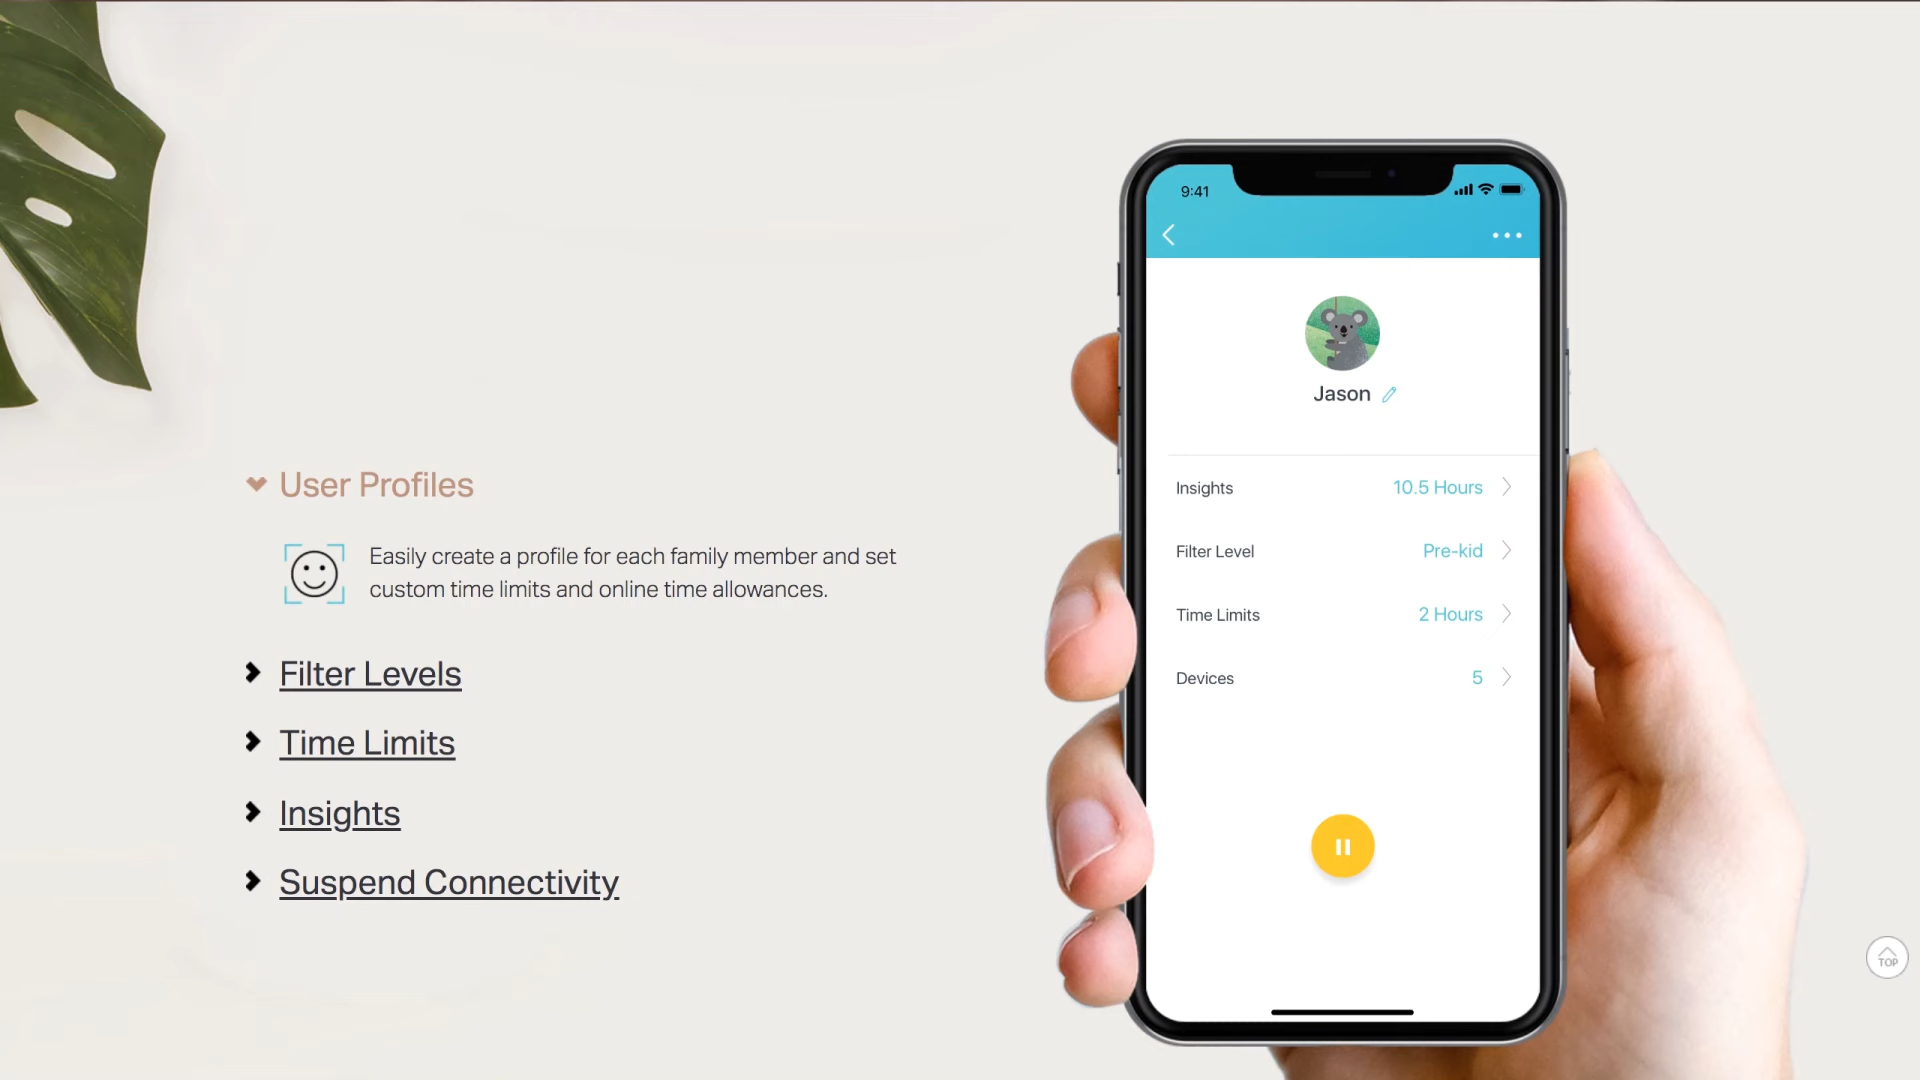 User Profiles
Easily create a profile for each family member and set
custom time limits and online time allowances.
Filter Levels
Time Limits
Insights
Suspend Connectivity
9:41
Jason
Insights 10.5 Hours
Filter Level Pre-kid
Time Limits 2 Hours
Devices 5
TOP